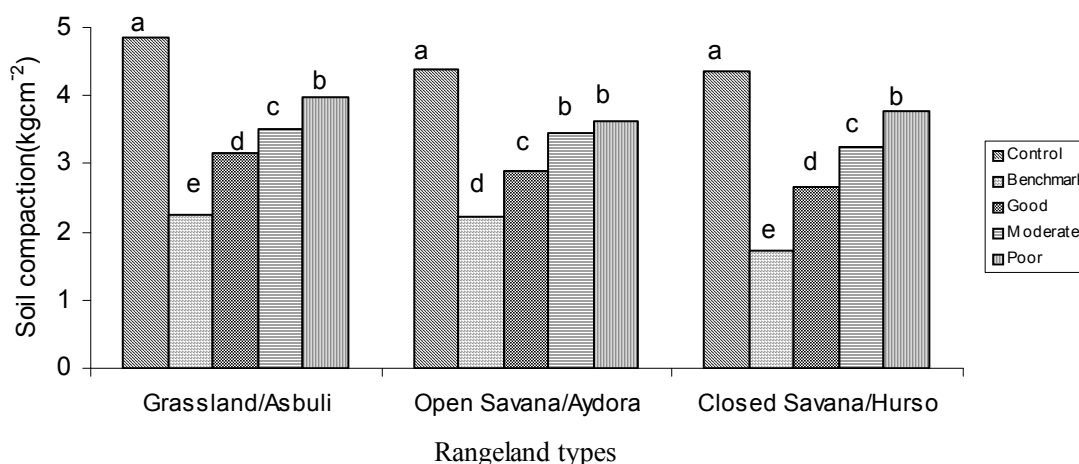 Soil compaction(kgcm-2)
5
4
3
2
1
0
a
e
d
c
b
a
d
c
b
b
a
e
d
c
b
Grassland/Asbuli
Open Savana/Aydora
Closed Savana/Hurso
Rangeland types
Control
Benchmark
Good
Moderate
Poor